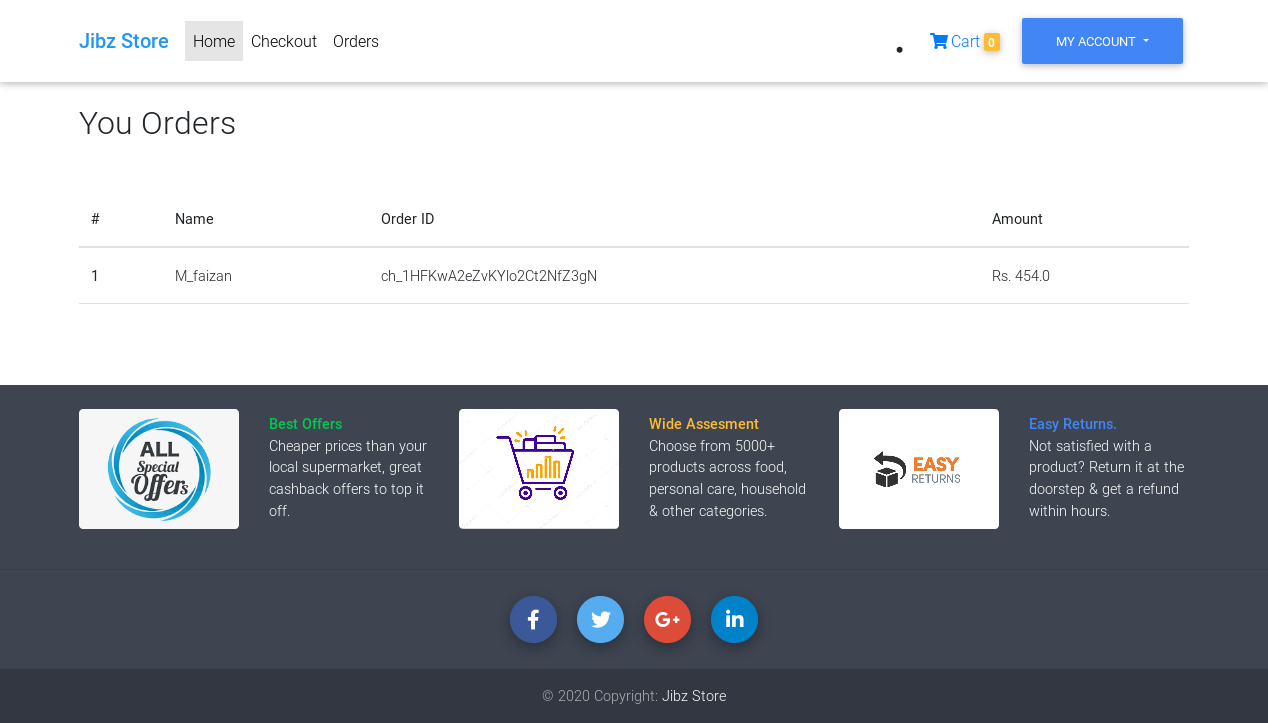 Jibz Store Home Checkout Orders Cart 0 MY ACCOUNT
You Orders
# Name Order ID Amount
1 M_faizan ch_1HFKwA2eZvKYlo2Ct2NfZ3gN Rs. 454.0
ALL
Special
Offers
Best Offers
Cheaper prices than your
local supermarket, great
cashback offers to top it
off.
Wide Assesment
Choose from 5000+
products across food,
personal care, household
& other categories.
EASY
RETURNS
Easy Returns.
Not satisfied with a
product? Return it at the
doorstep & get a refund
within hours.
© 2020 Copyright: Jibz Store